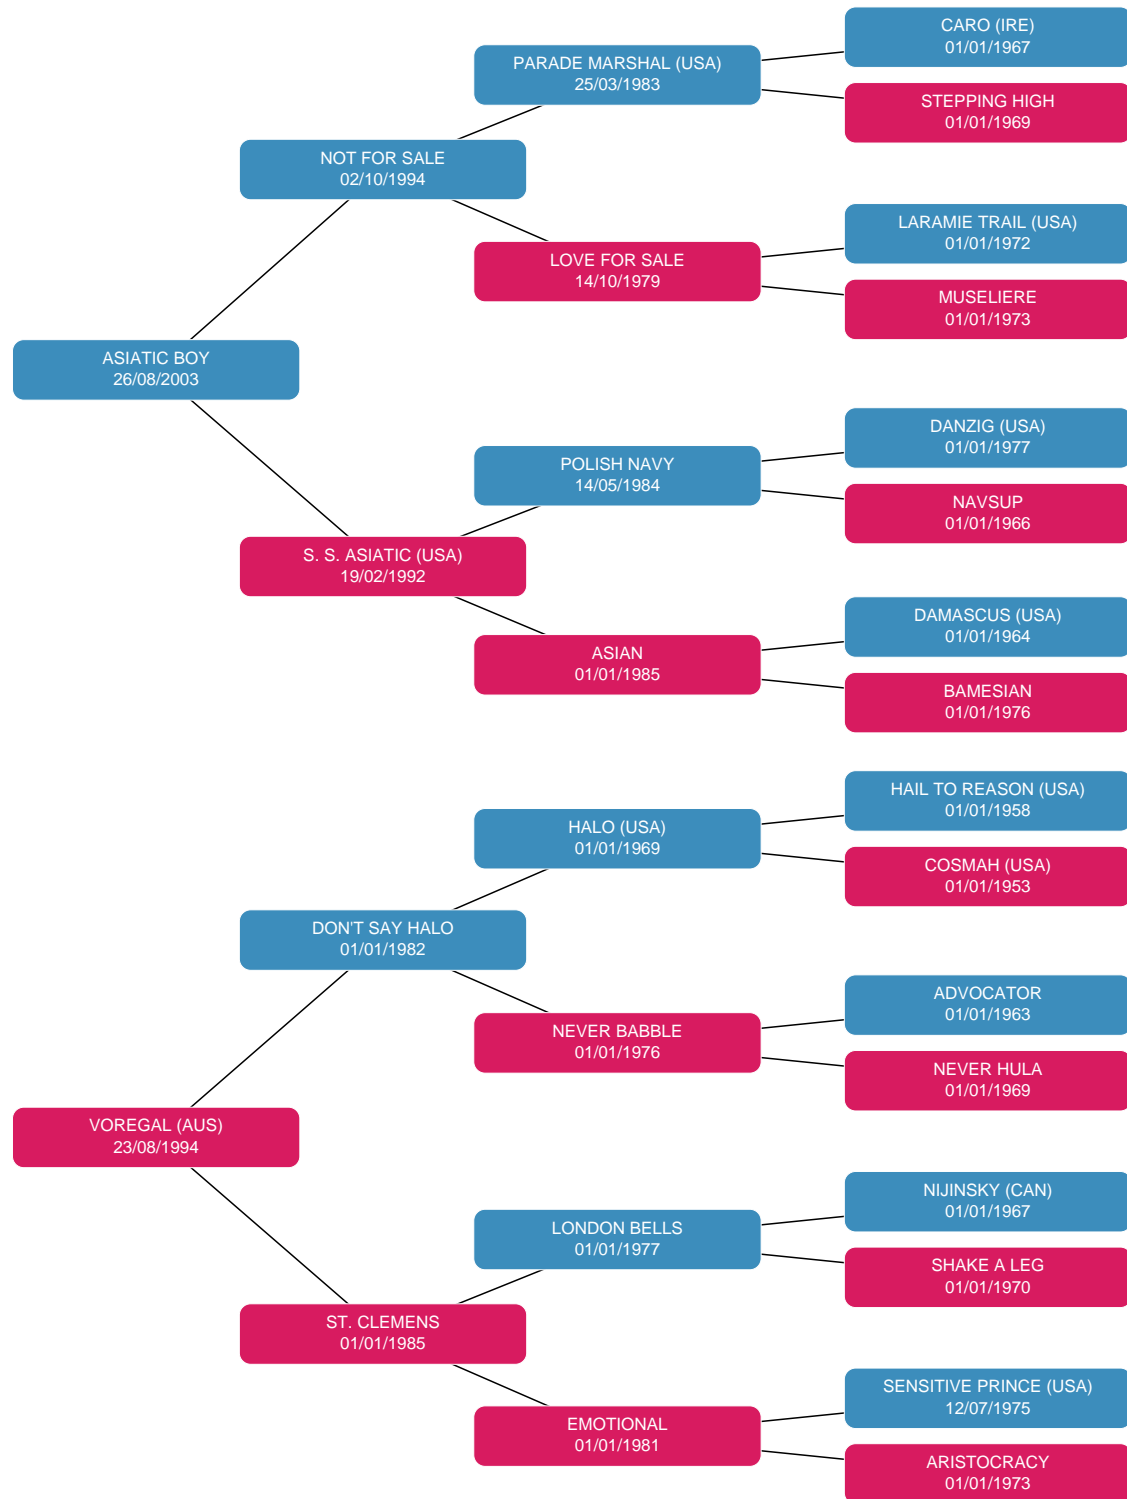 CARO (IRE)
01/01/1967
PARADE MARSHAL (USA)
25/03/1983
STEPPING HIGH
01/01/1969
NOT FOR SALE
02/10/1994
LARAMIE TRAIL (USA)
01/01/1972
LOVE FOR SALE
14/10/1979
MUSELIERE
01/01/1973
ASIATIC BOY
26/08/2003
DANZIG (USA)
01/01/1977
POLISH NAVY
14/05/1984
NAVSUP
01/01/1966
S. S. ASIATIC (USA)
19/02/1992
DAMASCUS (USA)
01/01/1964
ASIAN
01/01/1985
BAMESIAN
01/01/1976
HAIL TO REASON (USA)
01/01/1958
HALO (USA)
01/01/1969
COSMAH (USA)
01/01/1953
DON'T SAY HALO
01/01/1982
ADVOCATOR
01/01/1963
NEVER BABBLE
01/01/1976
NEVER HULA
01/01/1969
VOREGAL (AUS)
23/08/1994
NIJINSKY (CAN)
01/01/1967
LONDON BELLS
01/01/1977
SHAKE A LEG
01/01/1970
ST. CLEMENS
01/01/1985
SENSITIVE PRINCE (USA)
12/07/1975
EMOTIONAL
01/01/1981
ARISTOCRACY
01/01/1973